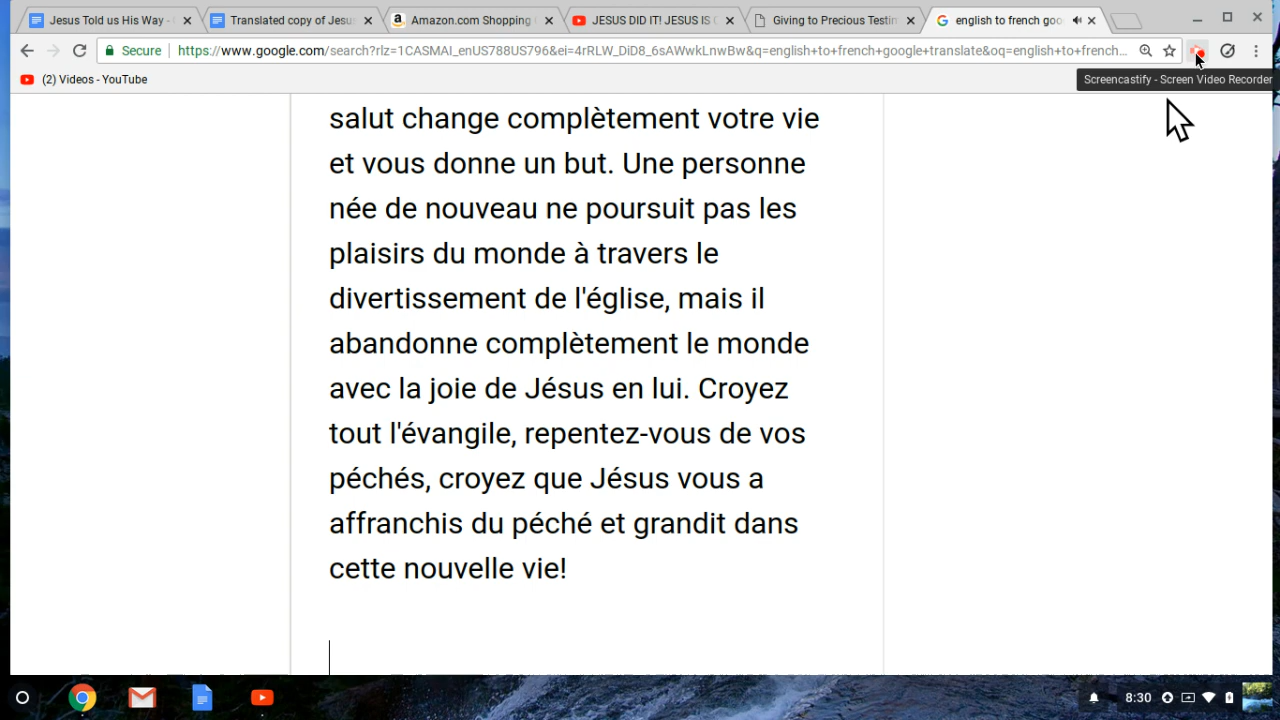 Jesus Told us His Way -
Translated copy of Jesus
Amazon.com Shopping
JESUS DID IT! JESUS IS
Giving to Precious Testin
english to french goo
Secure
https://www.google.com/search?rlz=1CASMAI_enUS788US796&ei=4rRLW_DiD8_6sAWwkLnwBw&q=english+to+french+google+translate&oq=english+to+french...
(2) Videos - YouTube
Screencastify - Screen Video Recorder
salut change complètement votre vie
et vous donne un but. Une personne
née de nouveau ne poursuit pas les
plaisirs du monde à travers le
divertissement de l'église, mais il
abandonne complètement le monde
avec la joie de Jésus en lui. Croyez
tout l'évangile, repentez-vous de vos
péchés, croyez que Jésus vous a
affranchis du péché et grandit dans
cette nouvelle vie!
8:30